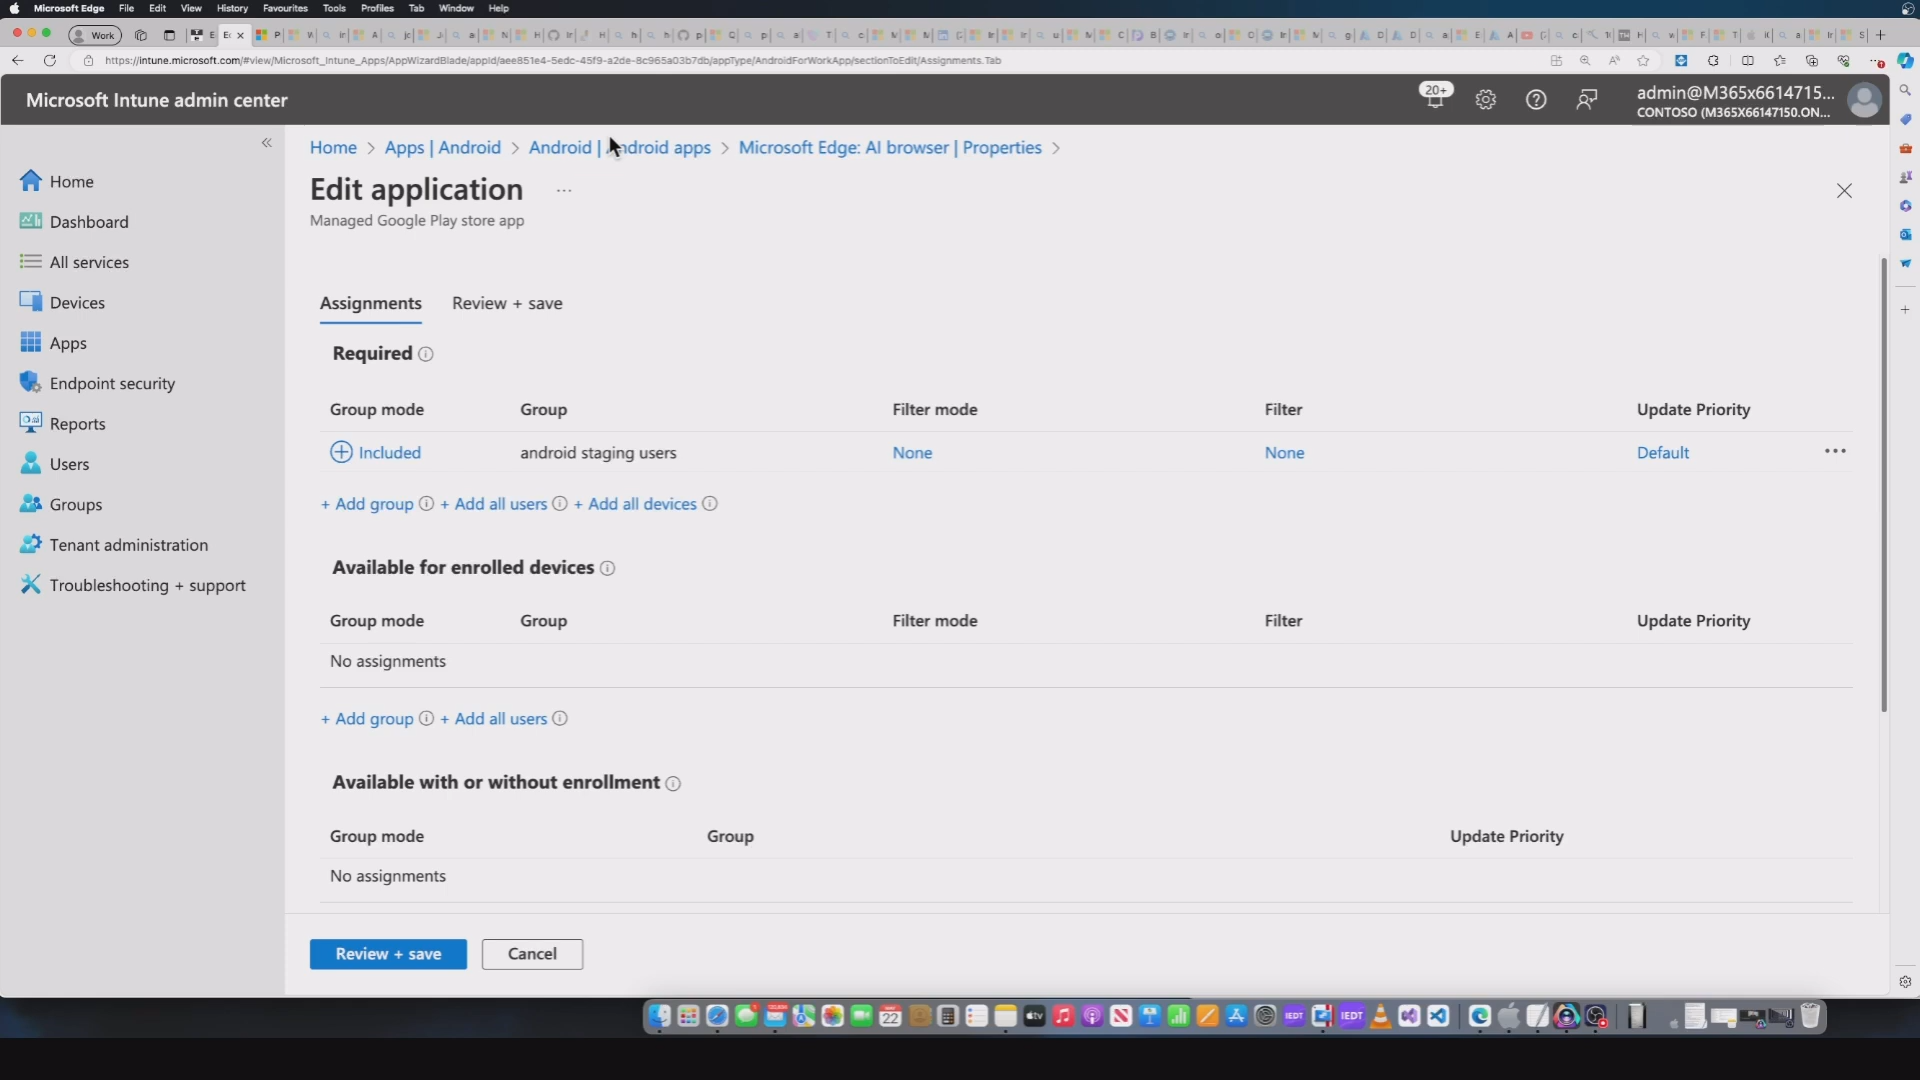 Microsoft Edge File Edit View History Favourites Tools Profiles Tab Window Help
Work
https://intune.microsoft.com/#view/Microsoft_Intune_Apps/AppWizardBlade/appId/aee851e4-5edc-45f9-a2de-8c965a03b7db/appType/AndroidForWorkApp/sectionToEdit/Assignments.Tab
Microsoft Intune admin center
20+
admin@M365x6614715...
CONTOSO (M365X66147150.ON...
Home > Apps | Android > Android | Android apps > Microsoft Edge: AI browser | Properties >
Edit application ...
Managed Google Play store app
Home
Dashboard
All services
Devices
Apps
Endpoint security
Reports
Users
Groups
Tenant administration
Troubleshooting + support
Assignments Review + save
Required
Group mode Group Filter mode Filter Update Priority
Included android staging users None None Default
+ Add group + Add all users + Add all devices
Available for enrolled devices
Group mode Group Filter mode Filter Update Priority
No assignments
+ Add group + Add all users
Available with or without enrollment
Group mode Group Update Priority
No assignments
Review + save Cancel
22
IEDT
IEDT